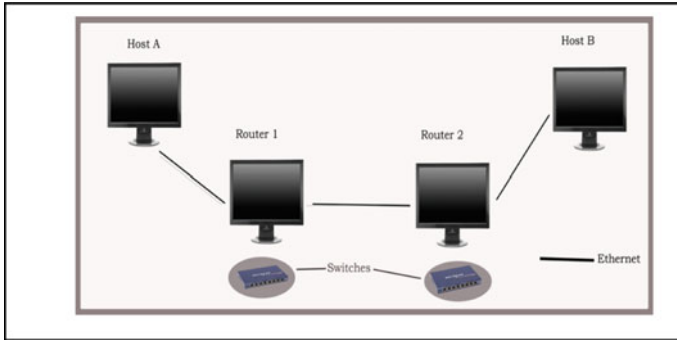 Host A
Host B
Router 1
Router 2
Switches
Ethernet